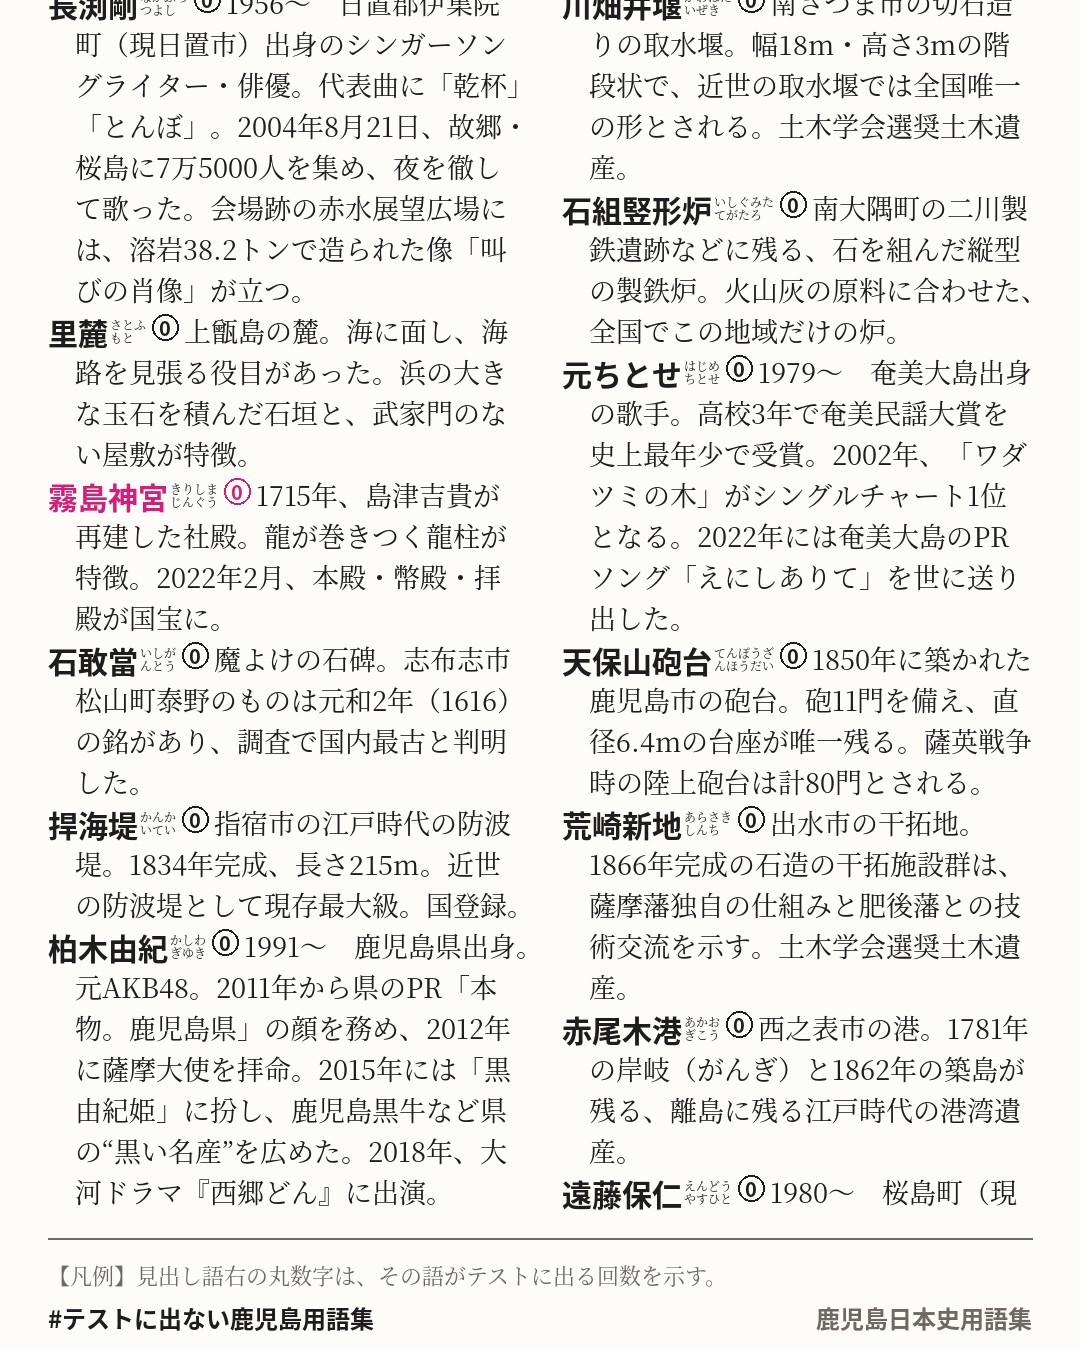 長渕剛 つよし ⓪ 1956～　日置郡伊集院
町（現日置市）出身のシンガーソン
グライター・俳優。代表曲に「乾杯」
「とんぼ」。2004年8月21日、故郷・
桜島に7万5000人を集め、夜を徹し
て歌った。会場跡の赤水展望広場に
は、溶岩38.2トンで造られた像「叫
びの肖像」が立つ。
里麓 さとふもと ⓪ 上甑島の麓。海に面し、海
路を見張る役目があった。浜の大き
な玉石を積んだ石垣と、武家門のな
い屋敷が特徴。
霧島神宮 きりしまじんぐう ⓪ 1715年、島津吉貴が
再建した社殿。龍が巻きつく龍柱が
特徴。2022年2月、本殿・幣殿・拝
殿が国宝に。
石敢當 いしがんとう ⓪ 魔よけの石碑。志布志市
松山町泰野のものは元和2年（1616）
の銘があり、調査で国内最古と判明
した。
捍海堤 かんかいてい ⓪ 指宿市の江戸時代の防波
堤。1834年完成、長さ215m。近世
の防波堤として現存最大級。国登録。
柏木由紀 かしわぎゆき ⓪ 1991～　鹿児島県出身。
元AKB48。2011年から県のPR「本
物。鹿児島県」の顔を務め、2012年
に薩摩大使を拝命。2015年には「黒
由紀姫」に扮し、鹿児島黒牛など県
の“黒い名産”を広めた。2018年、大
河ドラマ『西郷どん』に出演。
川畑井堰 いぜき ⓪ 南さつま市の切石造
りの取水堰。幅18m・高さ3mの階
段状で、近世の取水堰では全国唯一
の形とされる。土木学会選奨土木遺
産。
石組竪形炉 いしぐみたてがたろ ⓪ 南大隅町の二川製
鉄遺跡などに残る、石を組んだ縦型
の製鉄炉。火山灰の原料に合わせた、
全国でこの地域だけの炉。
元ちとせ はじめちとせ ⓪ 1979～　奄美大島出身
の歌手。高校3年で奄美民謡大賞を
史上最年少で受賞。2002年、「ワダ
ツミの木」がシングルチャート1位
となる。2022年には奄美大島のPR
ソング「えにしありて」を世に送り
出した。
天保山砲台 てんぽうざんほうだい ⓪ 1850年に築かれた
鹿児島市の砲台。砲11門を備え、直
径6.4mの台座が唯一残る。薩英戦争
時の陸上砲台は計80門とされる。
荒崎新地 あらさきしんち ⓪ 出水市の干拓地。
1866年完成の石造の干拓施設群は、
薩摩藩独自の仕組みと肥後藩との技
術交流を示す。土木学会選奨土木遺
産。
赤尾木港 あかおぎこう ⓪ 西之表市の港。1781年
の岸岐（がんぎ）と1862年の築島が
残る、離島に残る江戸時代の港湾遺
産。
遠藤保仁 えんどうやすひと ⓪ 1980～　桜島町（現
【凡例】見出し語右の丸数字は、その語がテストに出る回数を示す。
#テストに出ない鹿児島用語集
鹿児島日本史用語集